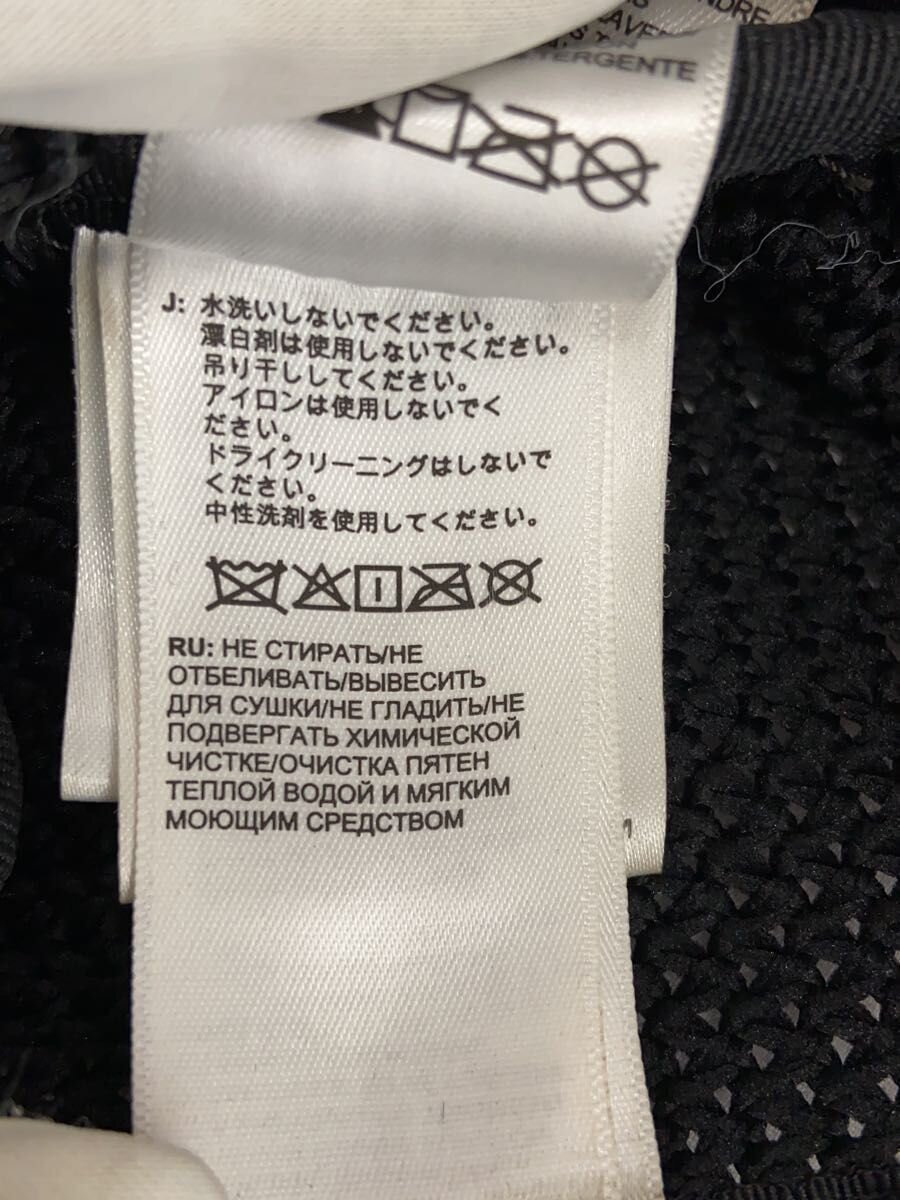 NDRE
TERGENTE
J: 水洗いしないでください。
漂白剤は使用しないでください。
吊り干ししてください。
アイロンは使用しないでく
ださい。
ドライクリーニングはしないで
ください。
中性洗剤を使用してください。
RU: НЕ СТИРАТЬ/НЕ
ОТБЕЛИВАТЬ/ВЫВЕСИТЬ
ДЛЯ СУШКИ/НЕ ГЛАДИТЬ/НЕ
ПОДВЕРГАТЬ ХИМИЧЕСКОЙ
ЧИСТКЕ/ОЧИСТКА ПЯТЕН
ТЕПЛОЙ ВОДОЙ И МЯГКИМ
МОЮЩИМ СРЕДСТВОМ